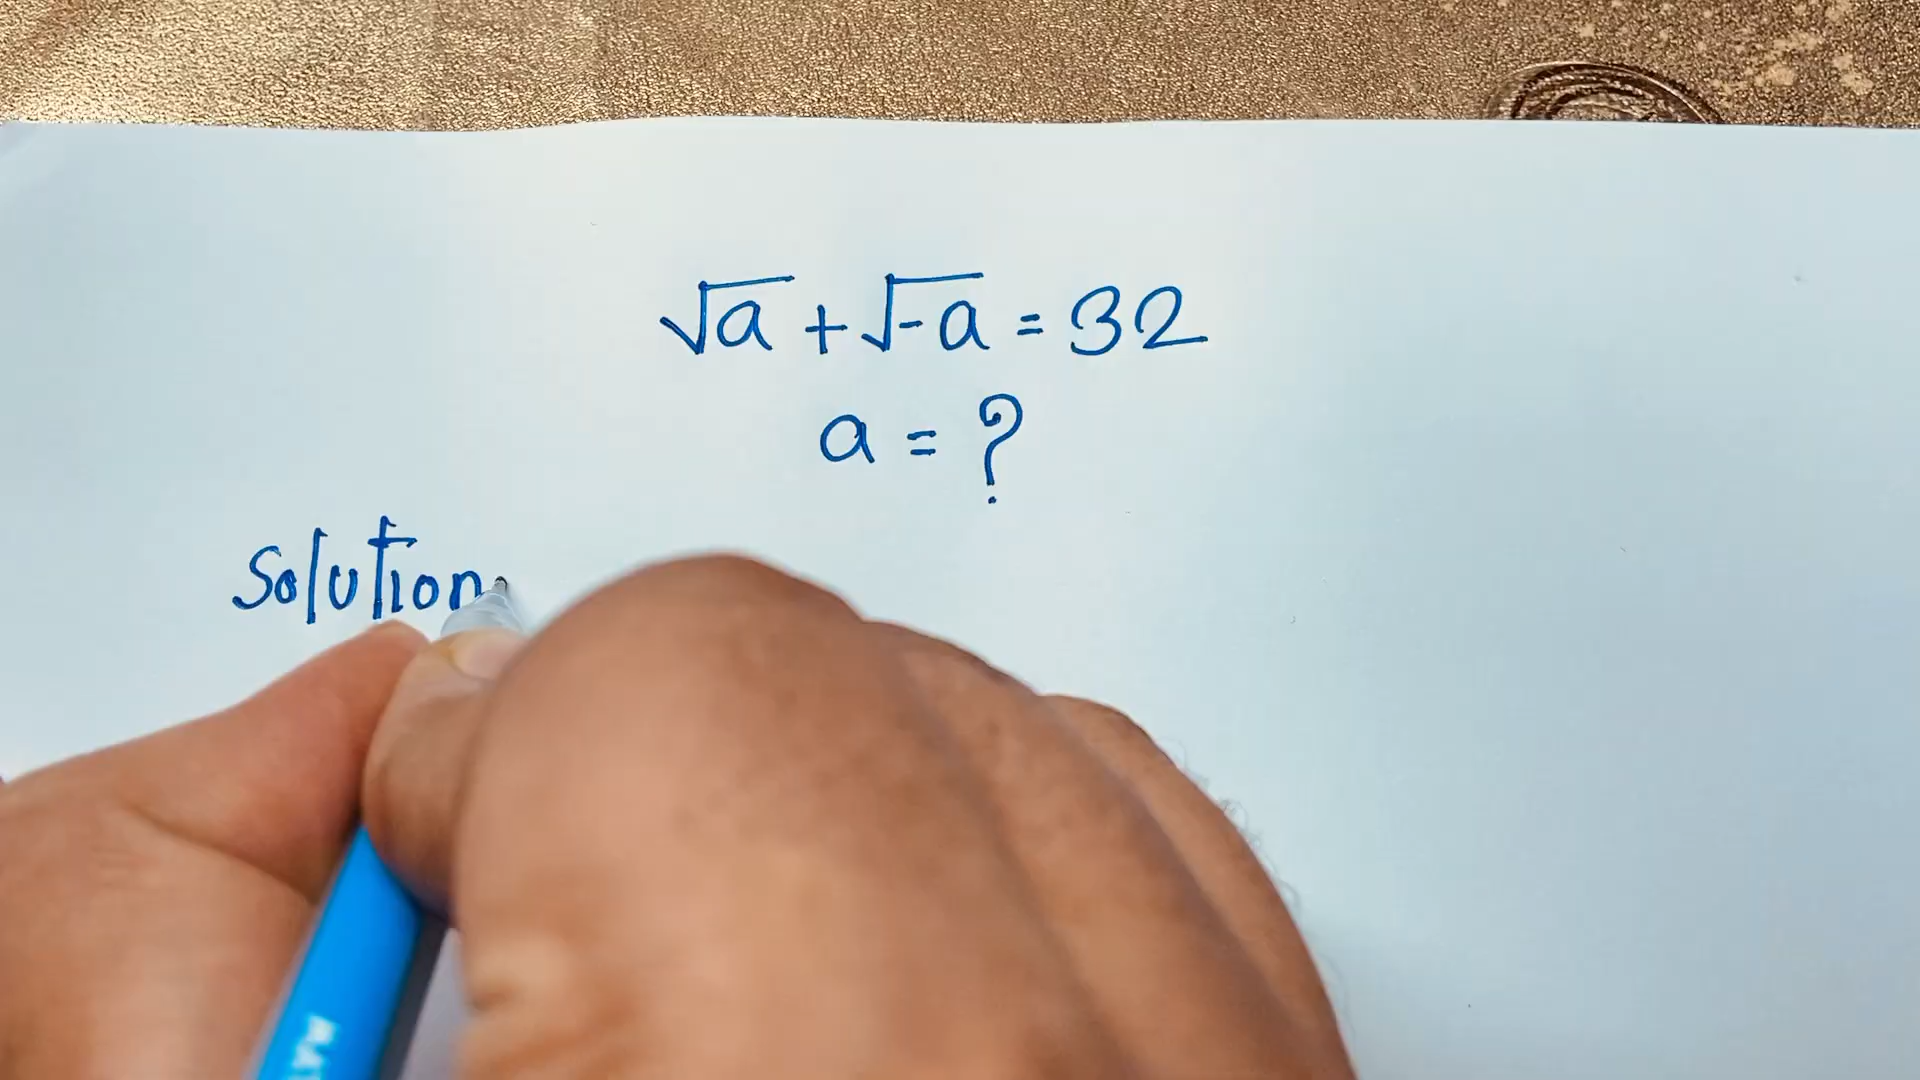 √a + √-a = 32
a = ?
Solution